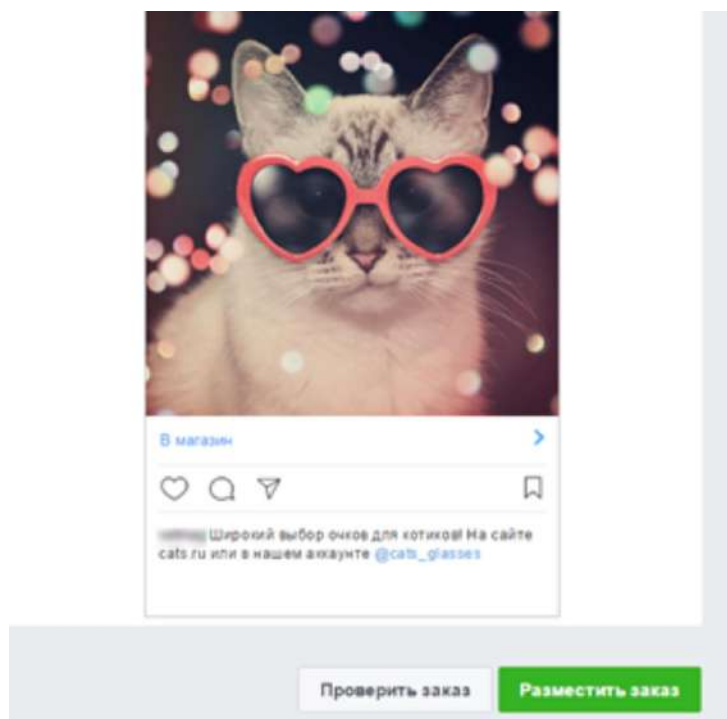 В магазин
Широкий выбор очков для котиков! На сайте
cats.ru или в нашем аккаунте @cats_glasses
Проверить заказ
Разместить заказ